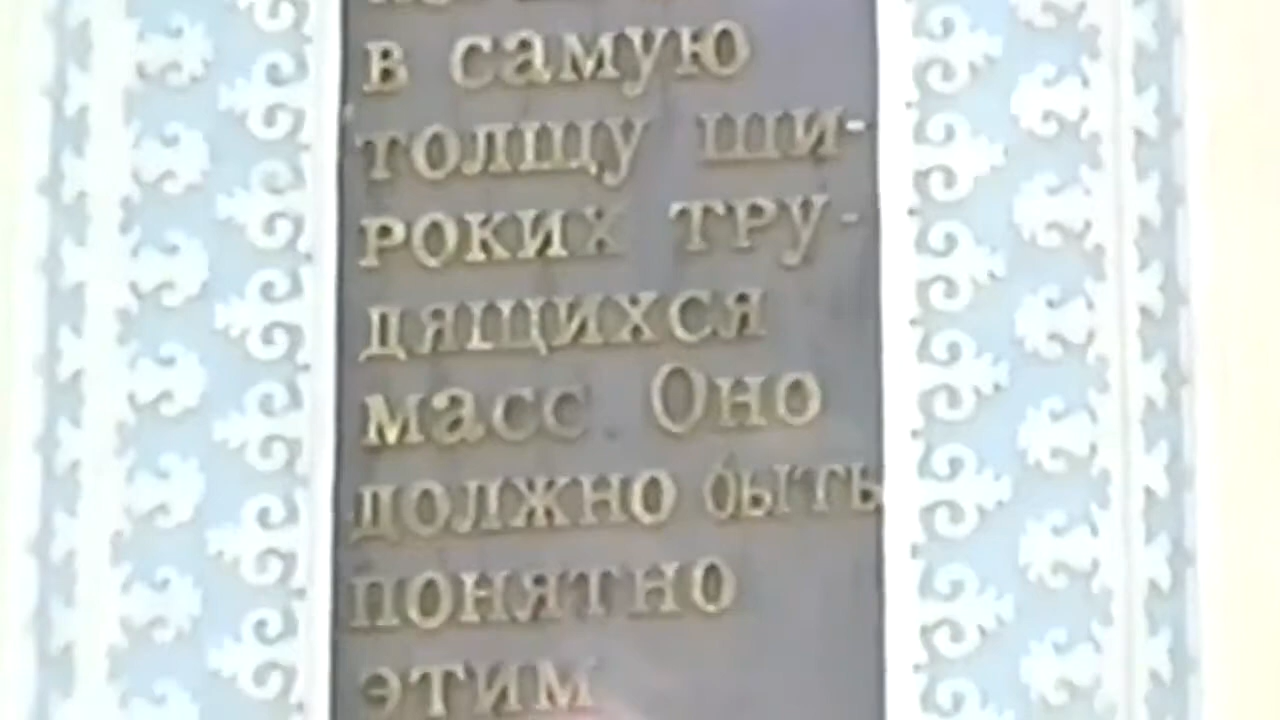 в самую
толщу ши-
роких тру-
дящихся
масс. Оно
должно быть
понятно
этим